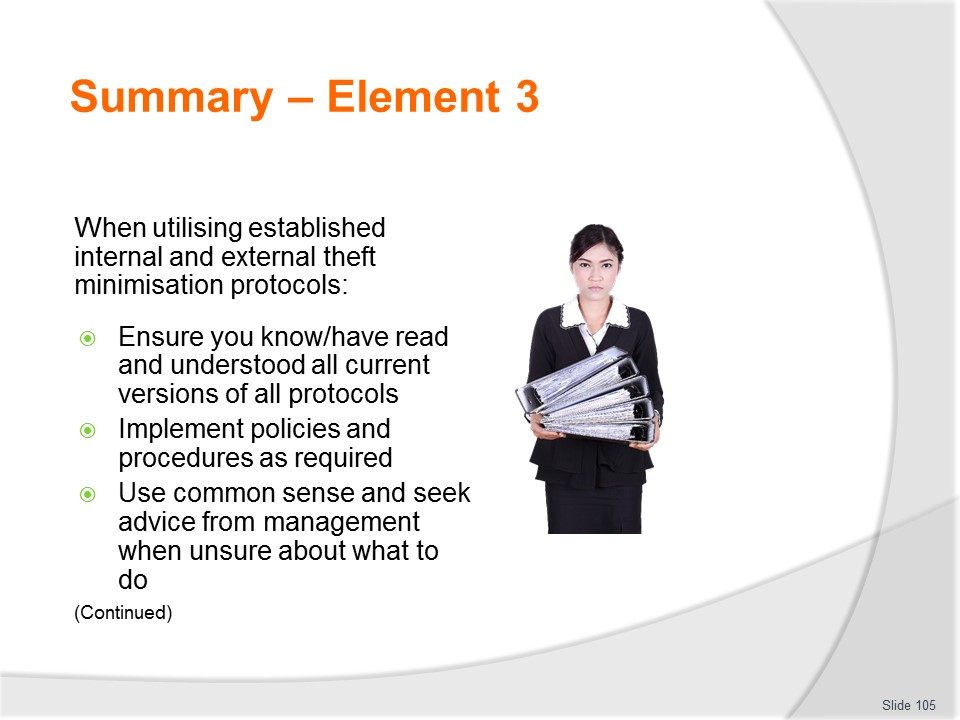 Summary – Element 3
When utilising established
internal and external theft
minimisation protocols:
Ensure you know/have read
and understood all current
versions of all protocols
Implement policies and
procedures as required
Use common sense and seek
advice from management
when unsure about what to
do
(Continued)
Slide 105